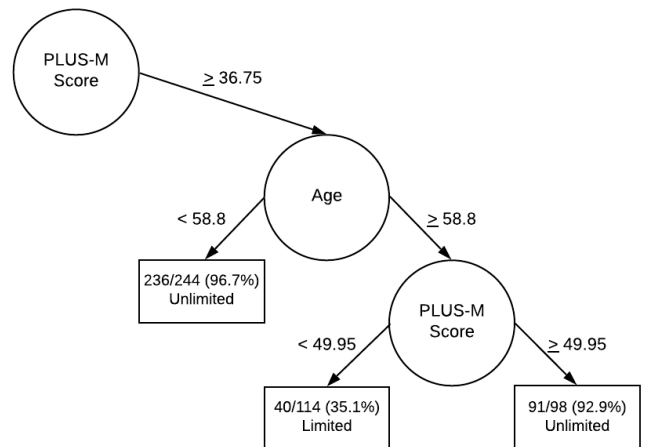 PLUS-M
Score
≥ 36.75
Age
< 58.8
≥ 58.8
236/244 (96.7%)
Unlimited
PLUS-M
Score
< 49.95
≥ 49.95
40/114 (35.1%)
Limited
91/98 (92.9%)
Unlimited